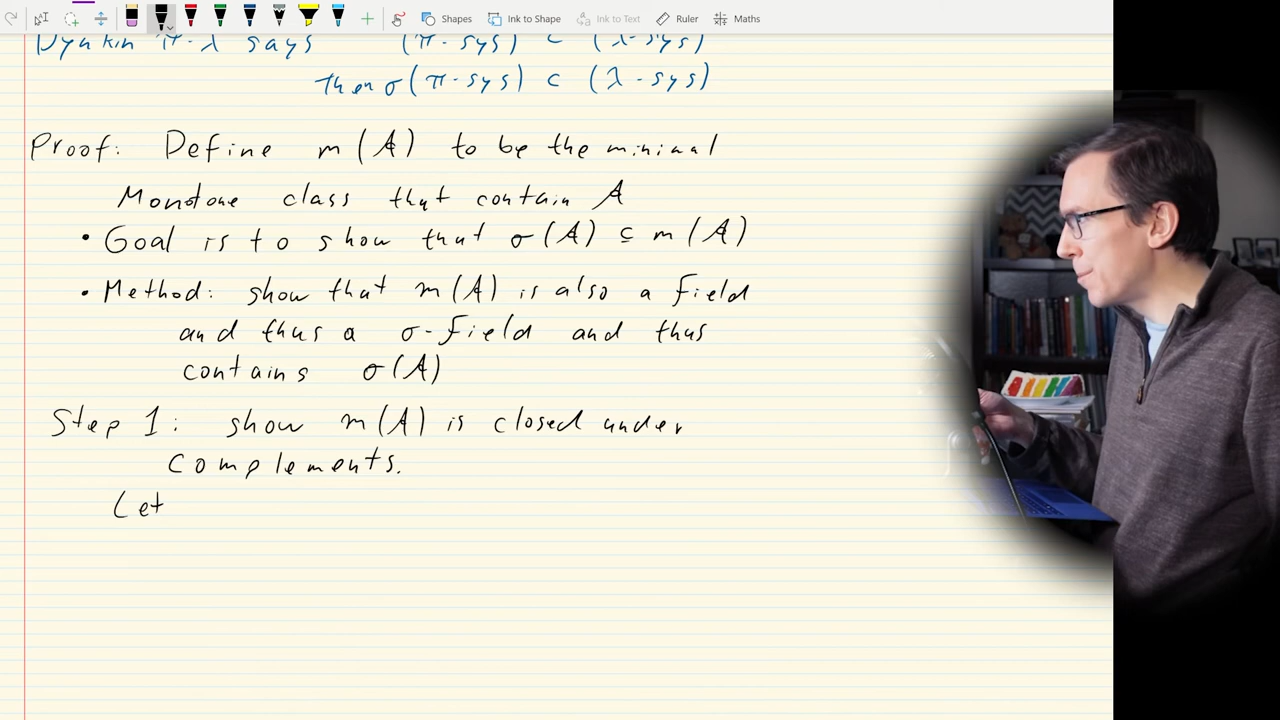 Shapes Ink to Shape Ink to Text Ruler Maths
Dynkin π-λ says (π-sys) ⊂ (λ-sys)
then σ(π-sys) ⊂ (λ-sys)
Proof: Define m(A) to be the minimal
Monotone class that contain A
• Goal is to show that σ(A) ⊆ m(A)
• Method: show that m(A) is also a field
and thus a σ-field and thus
contains σ(A)
Step 1: show m(A) is closed under
complements.
Let